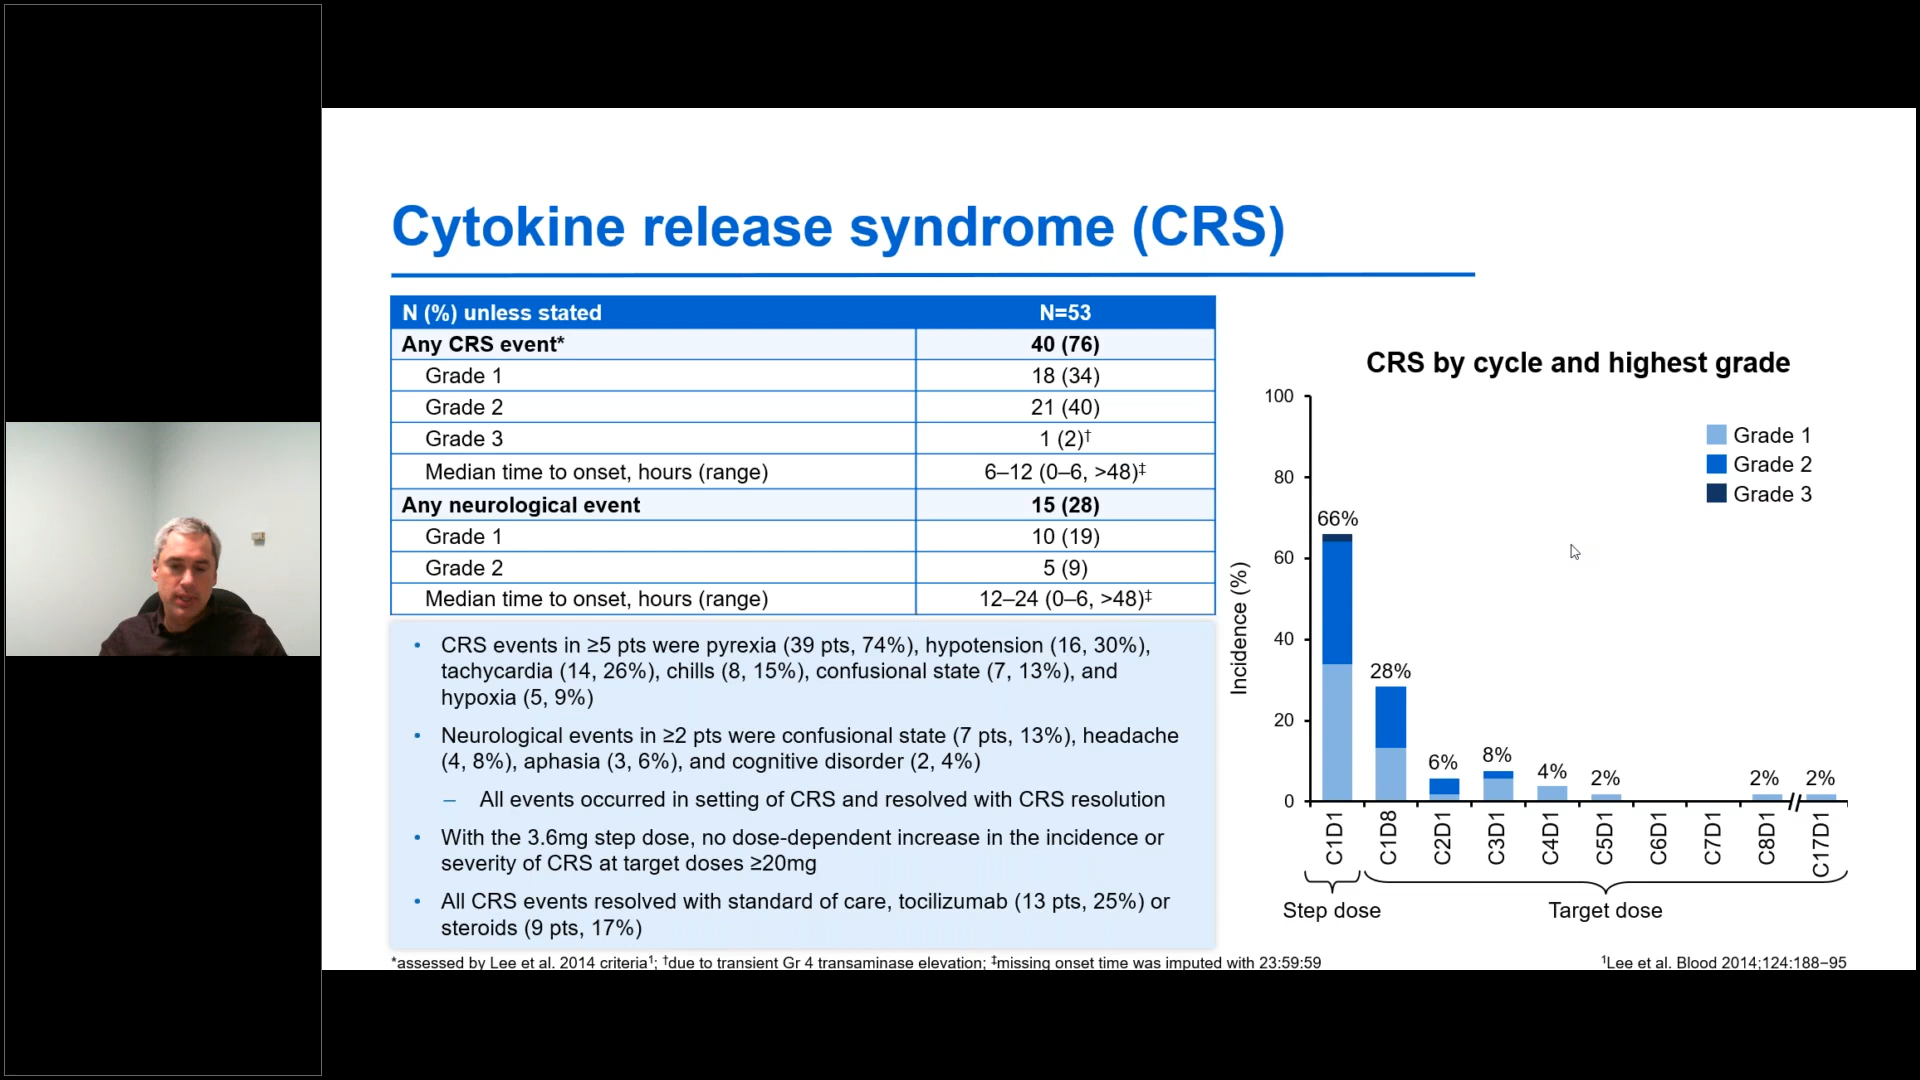 Cytokine release syndrome (CRS)
N (%) unless stated N=53
Any CRS event* 40 (76)
Grade 1 18 (34)
Grade 2 21 (40)
Grade 3 1 (2)†
Median time to onset, hours (range) 6–12 (0–6, >48)‡
Any neurological event 15 (28)
Grade 1 10 (19)
Grade 2 5 (9)
Median time to onset, hours (range) 12–24 (0–6, >48)‡
• CRS events in ≥5 pts were pyrexia (39 pts, 74%), hypotension (16, 30%),
tachycardia (14, 26%), chills (8, 15%), confusional state (7, 13%), and
hypoxia (5, 9%)
• Neurological events in ≥2 pts were confusional state (7 pts, 13%), headache
(4, 8%), aphasia (3, 6%), and cognitive disorder (2, 4%)
– All events occurred in setting of CRS and resolved with CRS resolution
• With the 3.6mg step dose, no dose-dependent increase in the incidence or
severity of CRS at target doses ≥20mg
• All CRS events resolved with standard of care, tocilizumab (13 pts, 25%) or
steroids (9 pts, 17%)
CRS by cycle and highest grade
Incidence (%)
100
80
60
40
20
0
Grade 1
Grade 2
Grade 3
66%
28%
6%
8%
4%
2%
2%
2%
C1D1
C1D8
C2D1
C3D1
C4D1
C5D1
C6D1
C7D1
C8D1
C17D1
Step dose
Target dose
*assessed by Lee et al. 2014 criteria¹; †due to transient Gr 4 transaminase elevation; ‡missing onset time was imputed with 23:59:59
¹Lee et al. Blood 2014;124:188–95